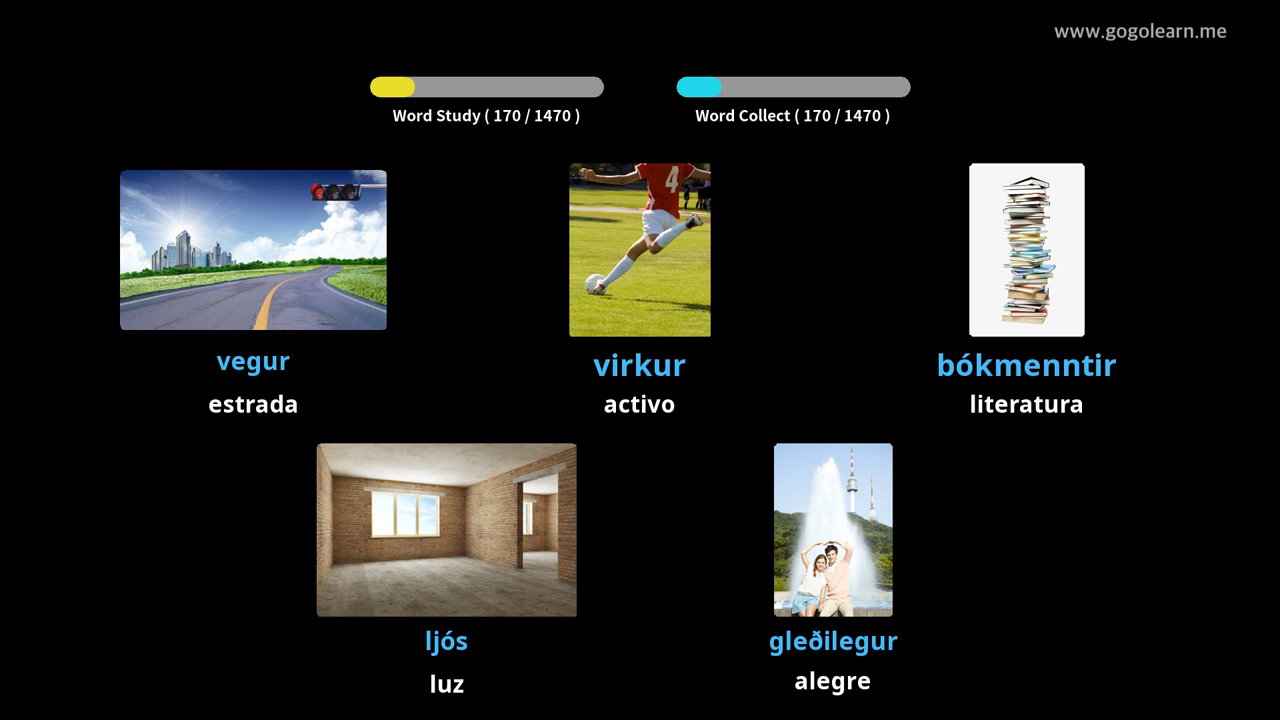 www.gogolearn.me
Word Study ( 170 / 1470 )
Word Collect ( 170 / 1470 )
4
vegur
estrada
virkur
activo
bókmenntir
literatura
ljós
luz
gleðilegur
alegre